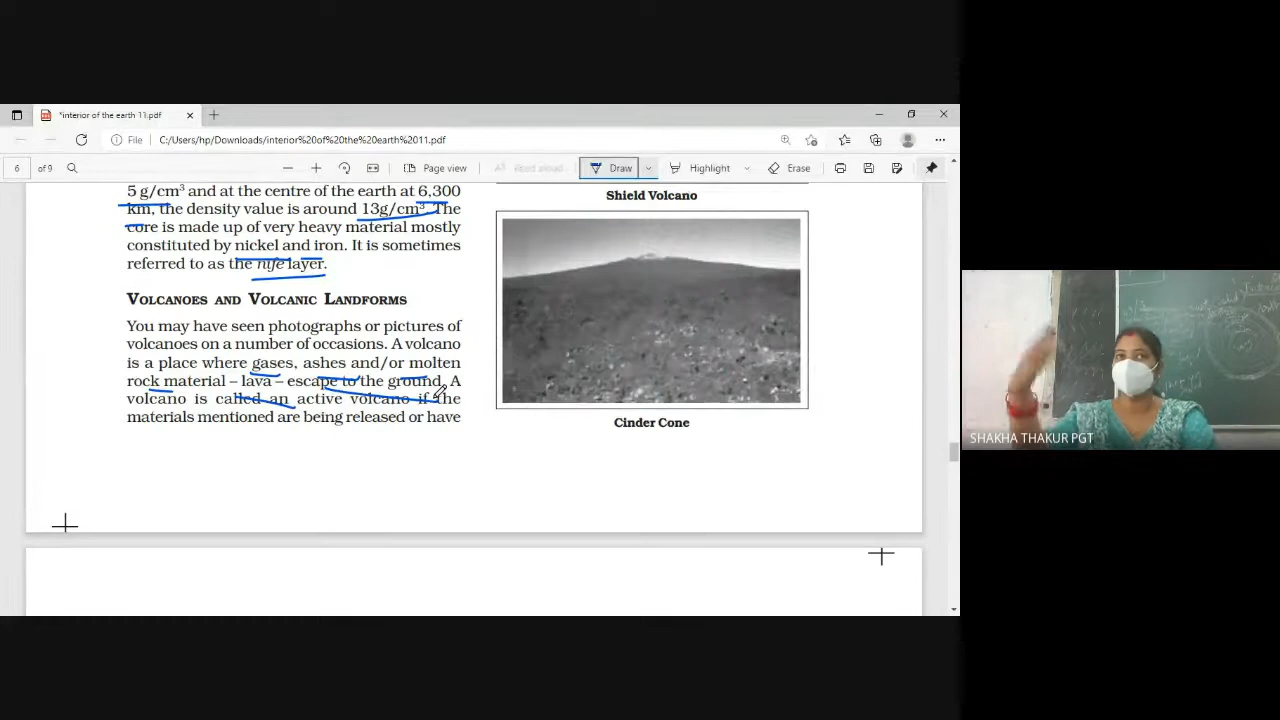 *interior of the earth 11.pdf
File
C:/Users/hp/Downloads/interior%20of%20the%20earth%2011.pdf
6 of 9
Page view
Read aloud
Draw
Highlight
Erase
5 g/cm³ and at the centre of the earth at 6,300
km, the density value is around 13g/cm³. The
core is made up of very heavy material mostly
constituted by nickel and iron. It is sometimes
referred to as the nife layer.
VOLCANOES AND VOLCANIC LANDFORMS
You may have seen photographs or pictures of
volcanoes on a number of occasions. A volcano
is a place where gases, ashes and/or molten
rock material – lava – escape to the ground. A
volcano is called an active volcano if the
materials mentioned are being released or have
Shield Volcano
Cinder Cone
SHAKHA THAKUR PGT